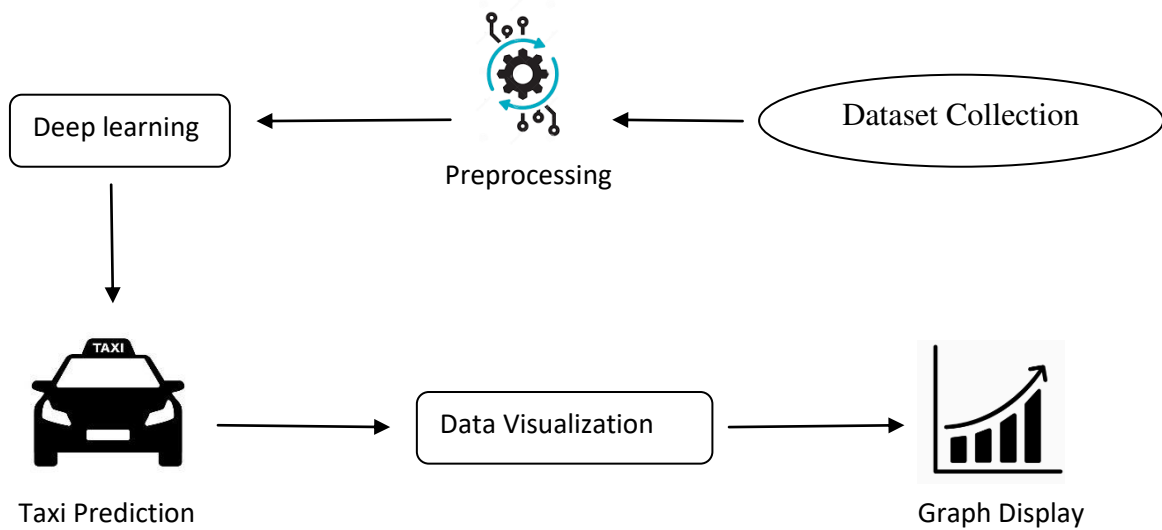 Deep learning
Dataset Collection
Preprocessing
TAXI
Data Visualization
Taxi Prediction
Graph Display